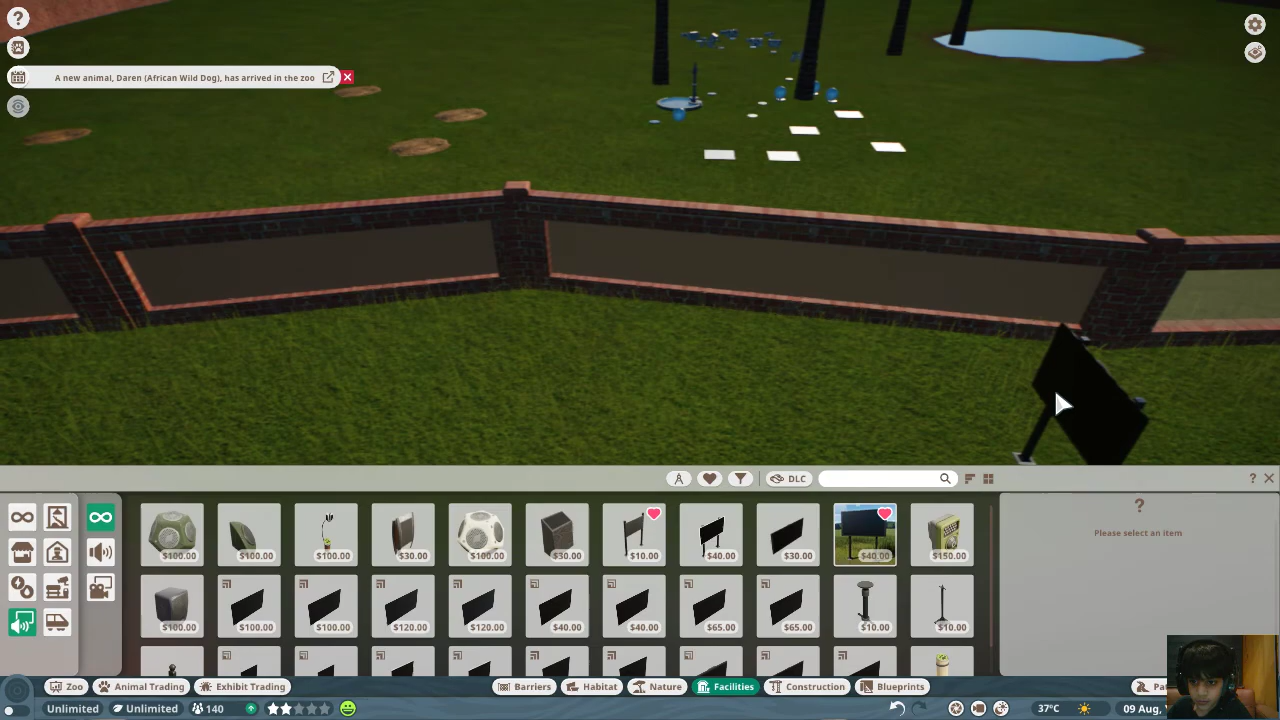 ?
A new animal, Daren (African Wild Dog), has arrived in the zoo
DLC
?
$100.00 $100.00 $100.00 $30.00 $100.00 $30.00 $10.00 $40.00 $30.00 $40.00 $150.00
$100.00 $100.00 $100.00 $120.00 $120.00 $40.00 $40.00 $65.00 $65.00 $10.00 $10.00
?
Please select an item
Zoo Animal Trading Exhibit Trading Barriers Habitat Nature Facilities Construction Blueprints
Unlimited Unlimited 140 37°C 09 Aug,